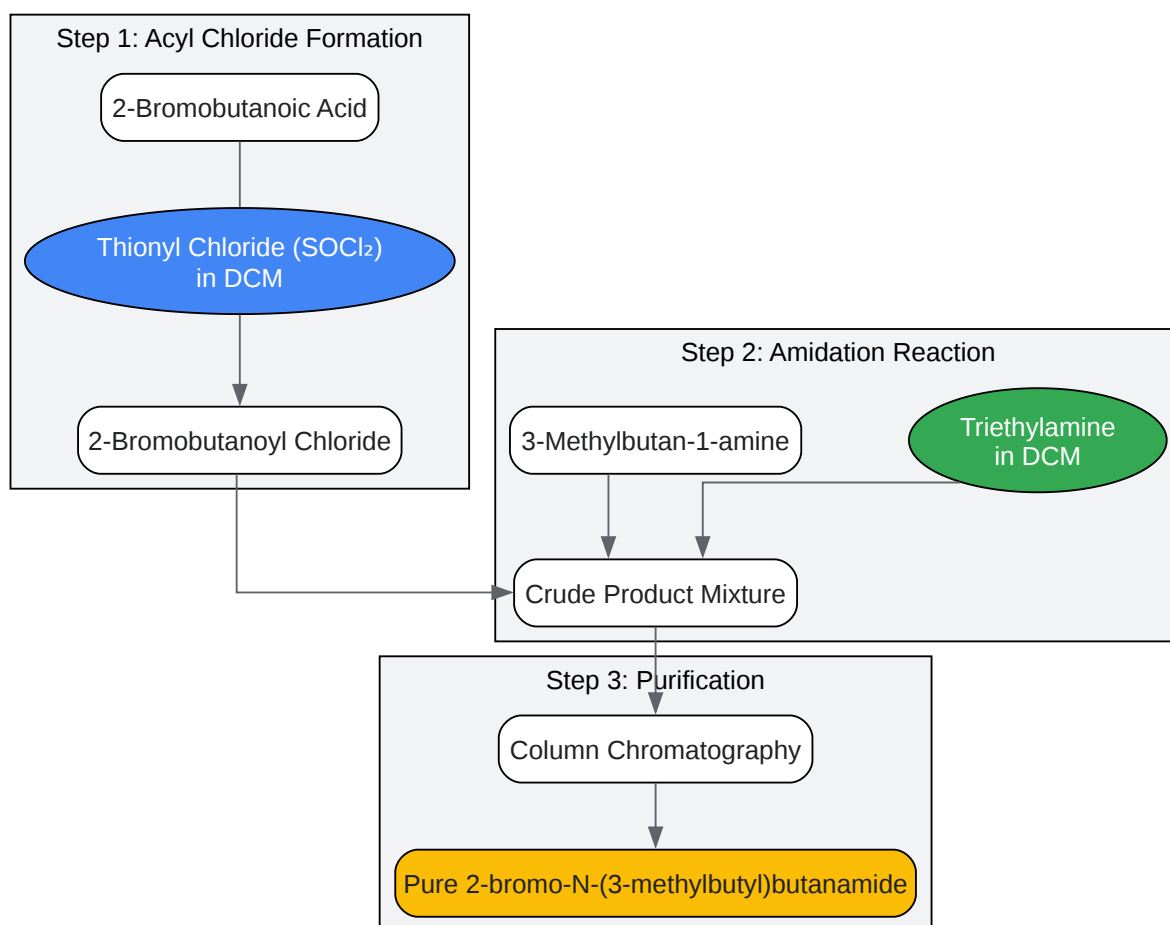 Step 1: Acyl Chloride Formation
2-Bromobutanoic Acid
Thionyl Chloride (SOCl₂)
in DCM
2-Bromobutanoyl Chloride
Step 2: Amidation Reaction
3-Methylbutan-1-amine
Triethylamine
in DCM
Crude Product Mixture
Step 3: Purification
Column Chromatography
Pure 2-bromo-N-(3-methylbutyl)butanamide